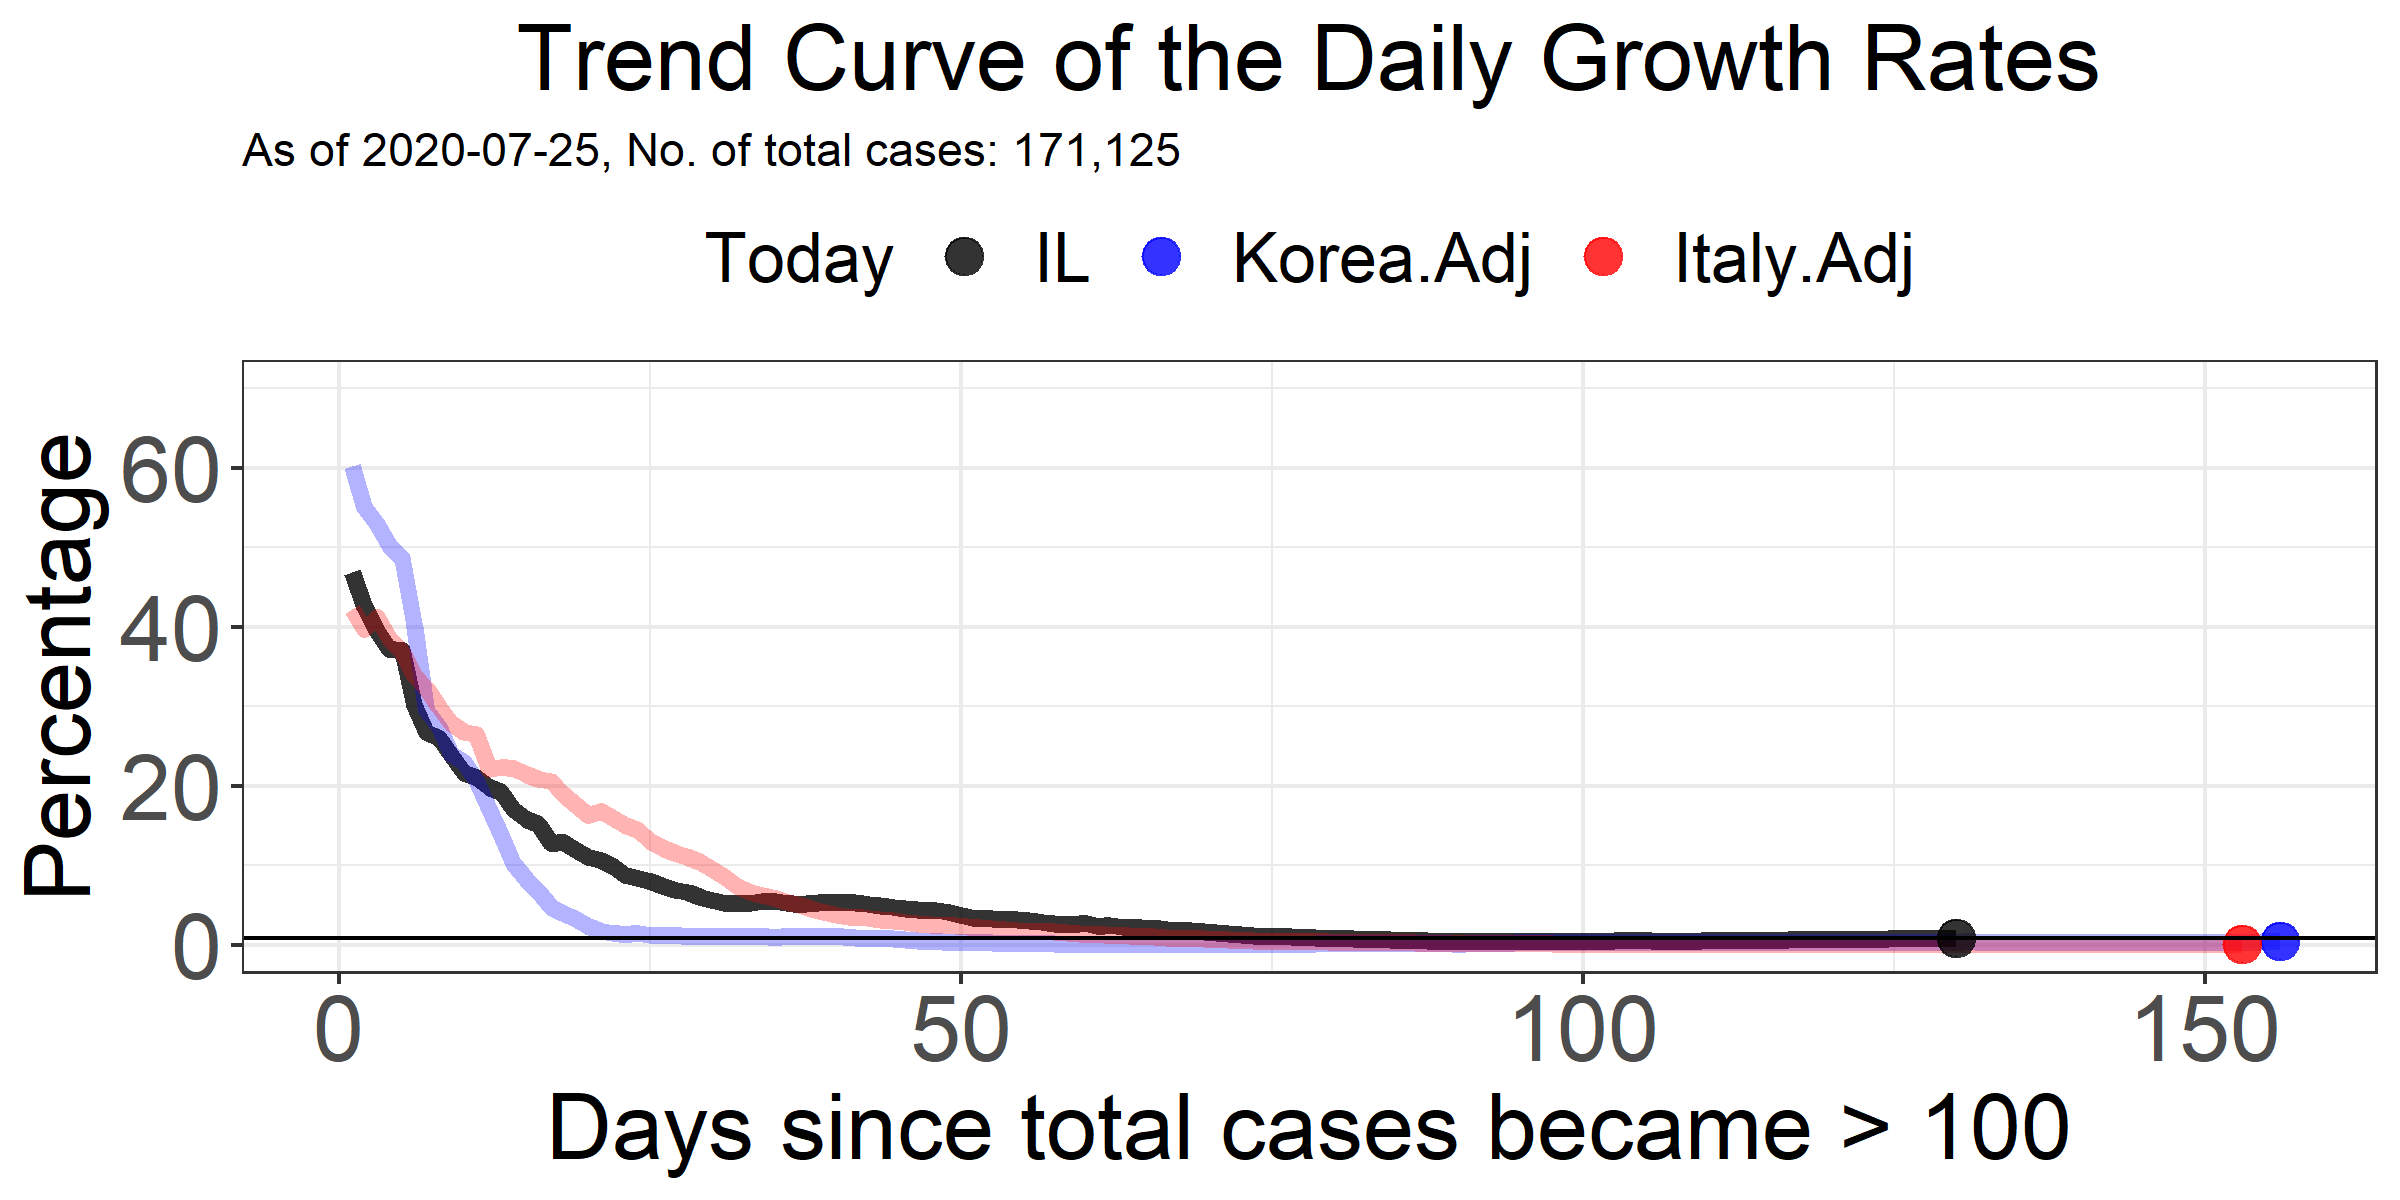 Trend Curve of the Daily Growth Rates
As of 2020-07-25, No. of total cases: 171,125
Today IL Korea.Adj Italy.Adj
Percentage
60
40
20
0
0 50 100 150
Days since total cases became > 100